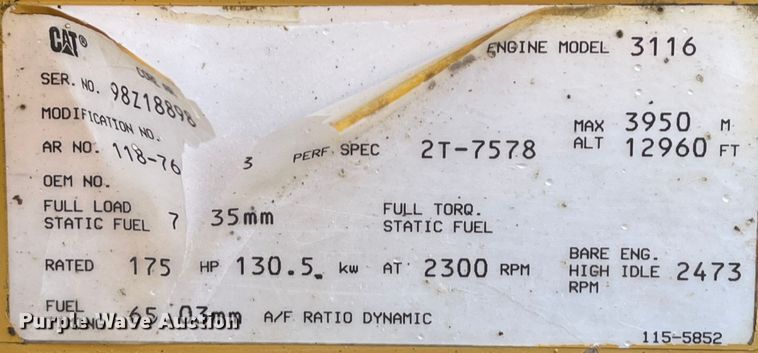 CAT®
ENGINE MODEL 3116
SER. NO. 98Z18898
MODIFICATION NO.
MAX ALT 3950 M 12960 FT
AR NO. 118-76 3 PERF SPEC 2T-7578
OEM NO.
FULL LOAD STATIC FUEL 7 35mm FULL TORQ. STATIC FUEL
RATED 175 HP 130.5 kw AT 2300 RPM BARE ENG. HIGH IDLE RPM 2473
FUEL 65.03mm A/F RATIO DYNAMIC
Purple Wave Auction
115-5852